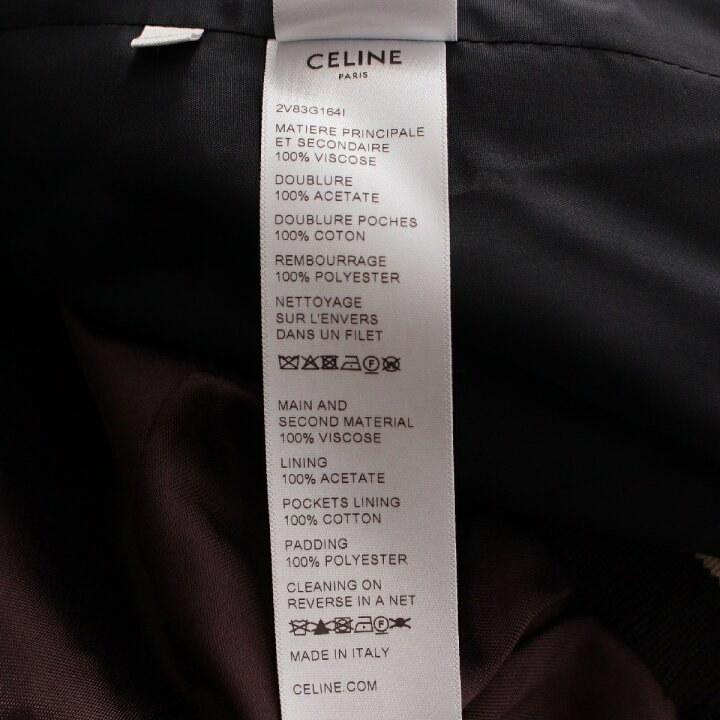 CELINE
PARIS
2V83G164I
MATIERE PRINCIPALE
ET SECONDAIRE
100% VISCOSE
DOUBLURE
100% ACETATE
DOUBLURE POCHES
100% COTON
REMBOURRAGE
100% POLYESTER
NETTOYAGE
SUR L'ENVERS
DANS UN FILET
MAIN AND
SECOND MATERIAL
100% VISCOSE
LINING
100% ACETATE
POCKETS LINING
100% COTTON
PADDING
100% POLYESTER
CLEANING ON
REVERSE IN A NET
MADE IN ITALY
CELINE.COM